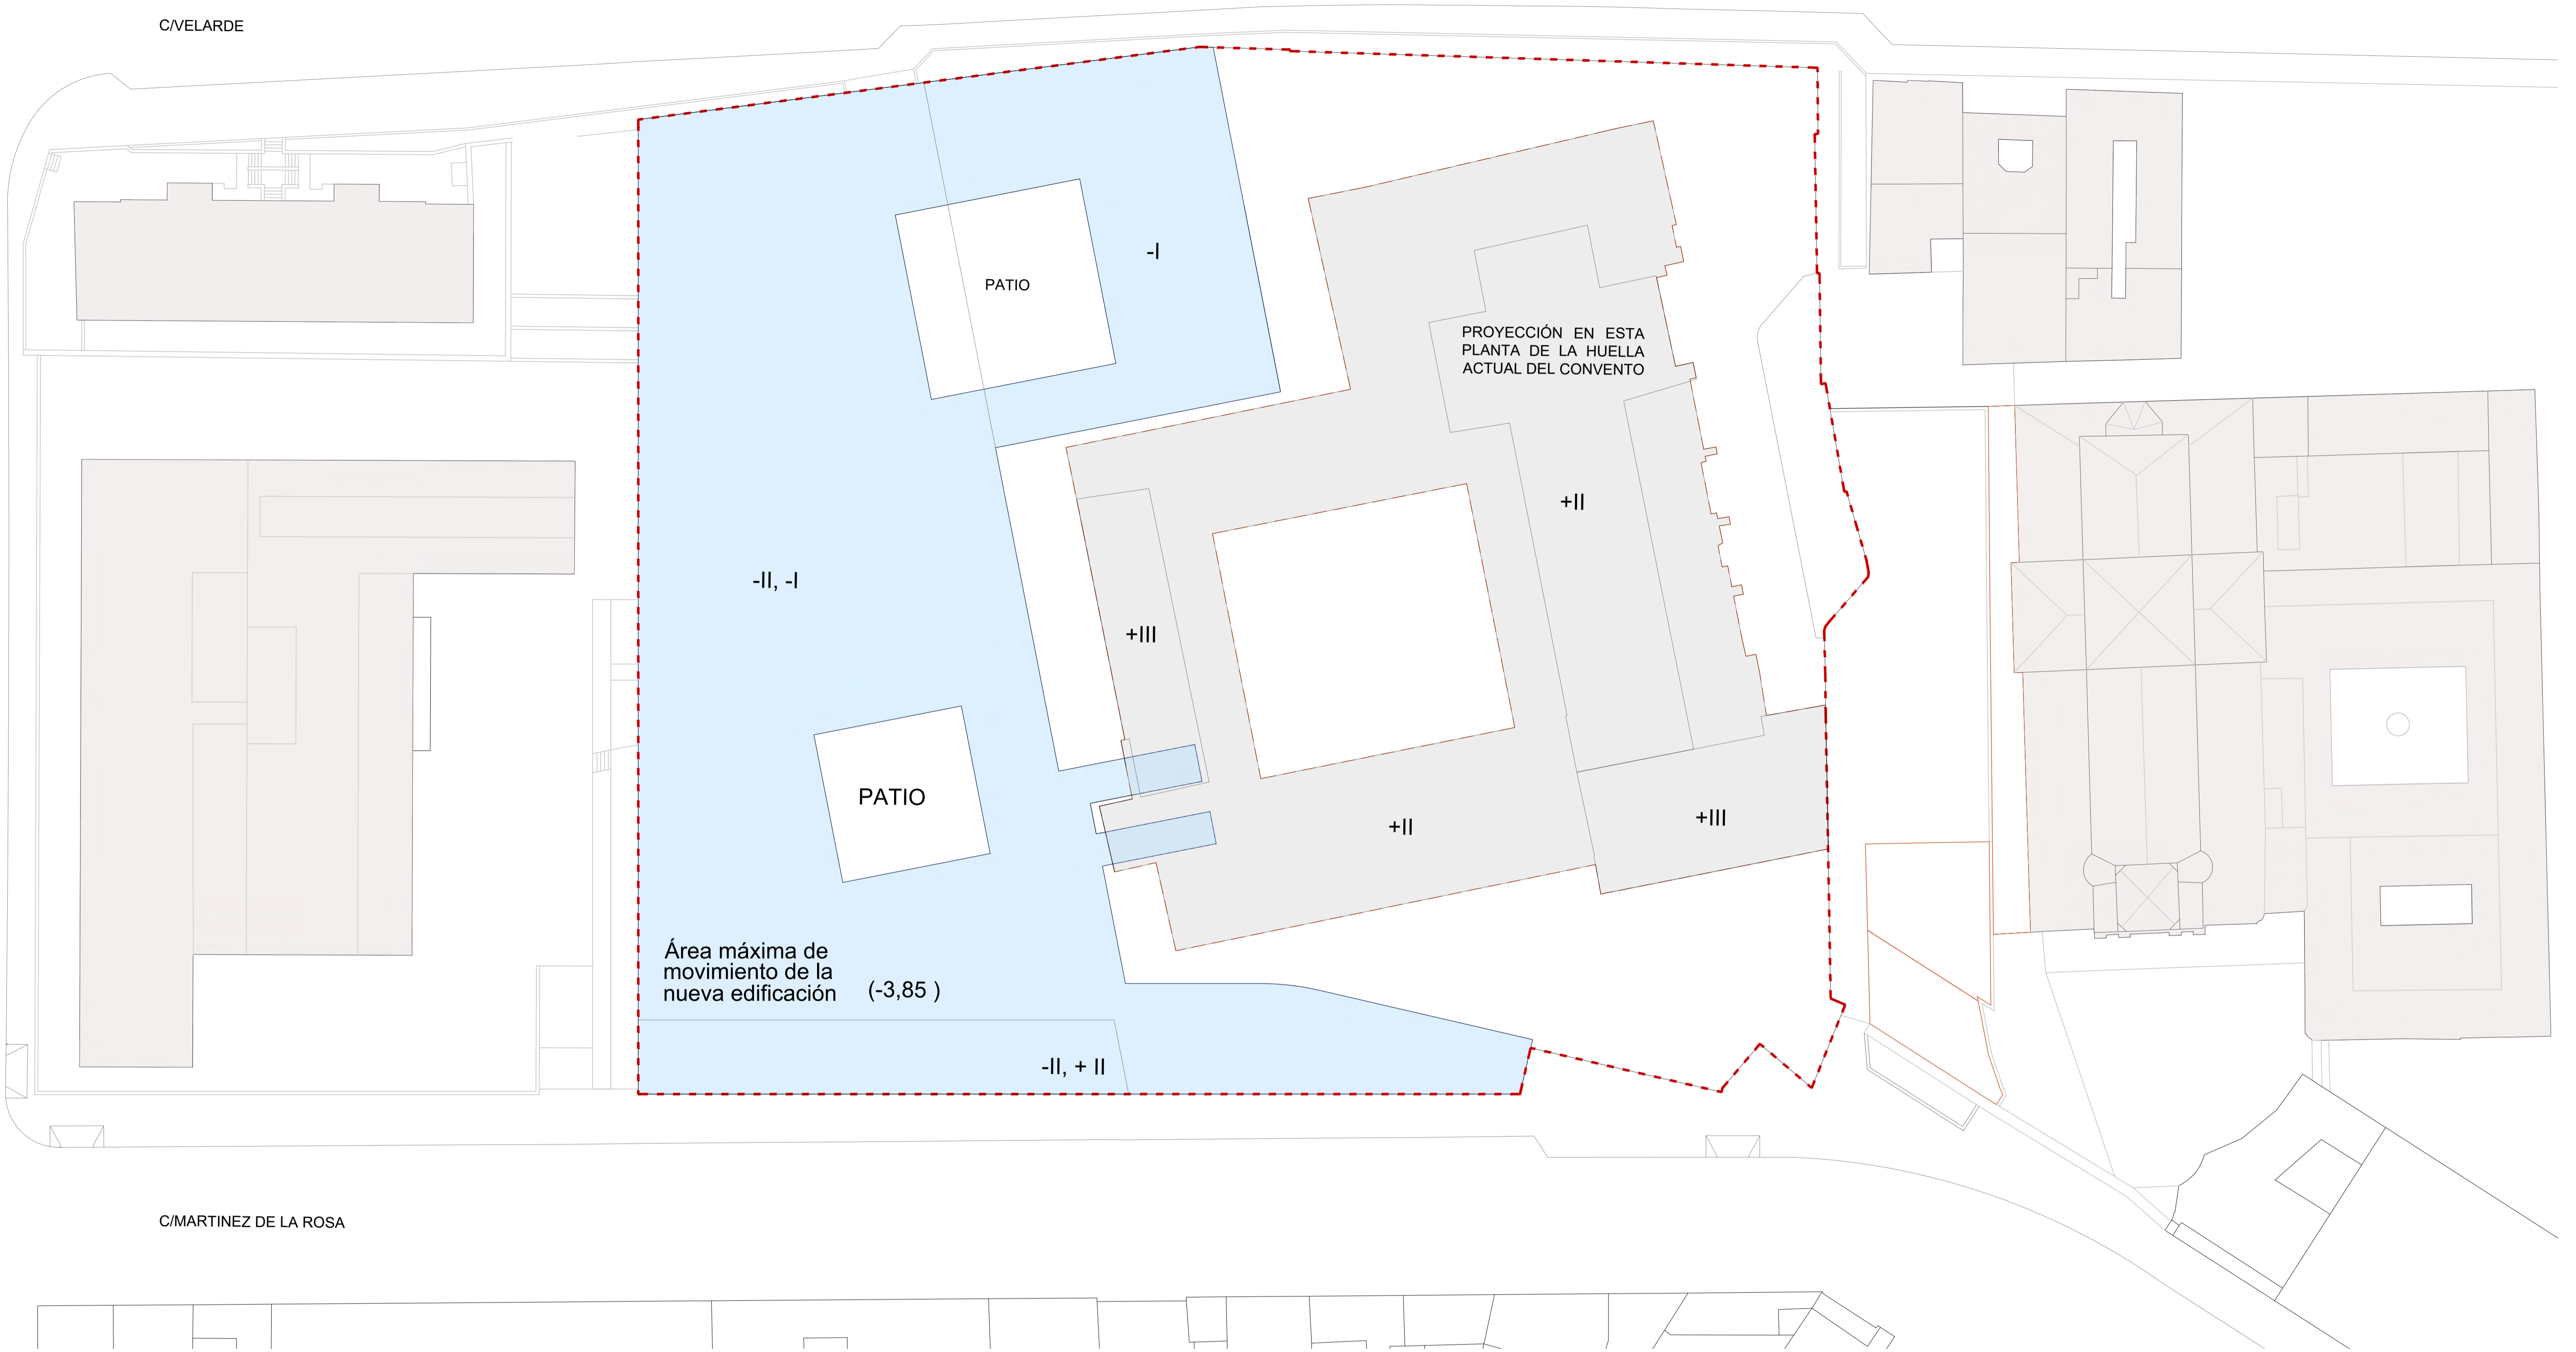 C/VELARDE
-I
PATIO
PROYECCIÓN EN ESTA
PLANTA DE LA HUELLA
ACTUAL DEL CONVENTO
+II
-II, -I
+III
PATIO
+III
+II
Área máxima de
movimiento de la
nueva edificación (-3,85 )
-II, + II
C/MARTINEZ DE LA ROSA